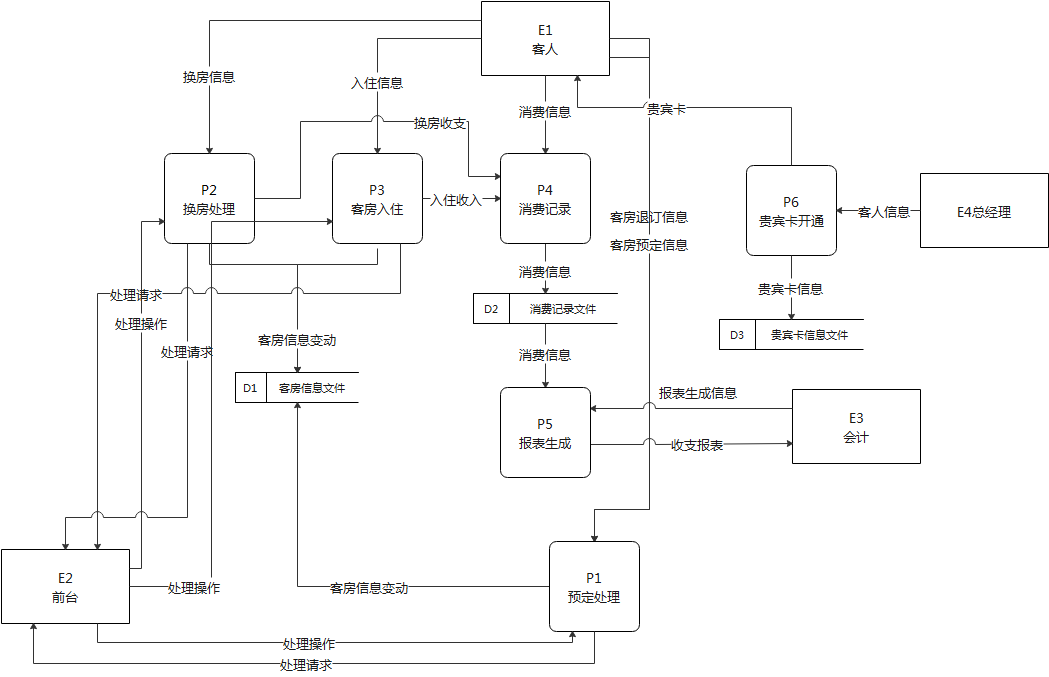 E1
客人
换房信息
入住信息
消费信息
贵宾卡
换房收支
P2
换房处理
P3
客房入住
入住收入
P4
消费记录
客房退订信息
客房预定信息
P6
贵宾卡开通
客人信息
E4总经理
消费信息
贵宾卡信息
处理请求
处理操作
处理请求
客房信息变动
D2
消费记录文件
D3
贵宾卡信息文件
消费信息
D1
客房信息文件
P5
报表生成
报表生成信息
收支报表
E3
会计
E2
前台
处理操作
客房信息变动
P1
预定处理
处理操作
处理请求